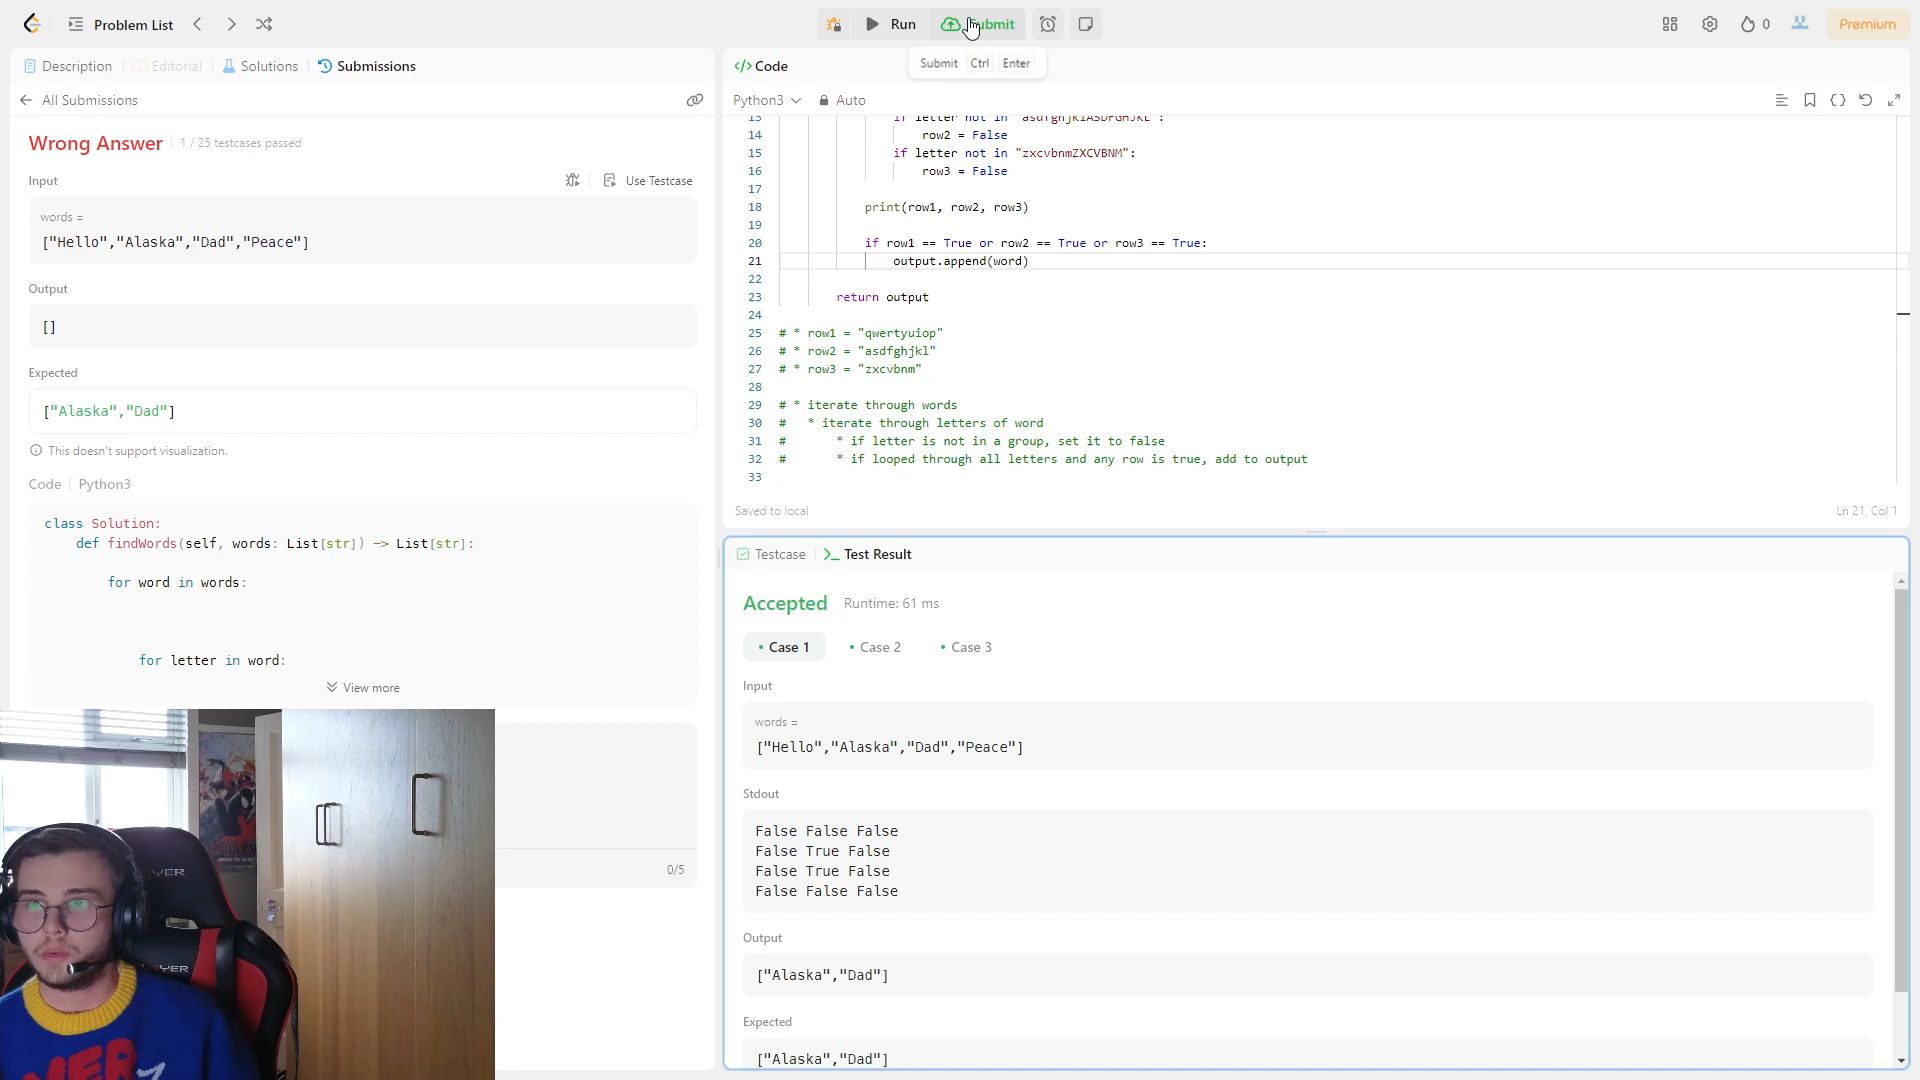 Problem List
Run
Submit
0
Premium
Description
Editorial
Solutions
Submissions
Code
Submit Ctrl Enter
All Submissions
Python3
Auto
Wrong Answer
1 / 25 testcases passed
Input
Use Testcase
words =
["Hello","Alaska","Dad","Peace"]
Output
[]
Expected
["Alaska","Dad"]
This doesn't support visualization.
Code
Python3
class Solution:
def findWords(self, words: List[str]) -> List[str]:
for word in words:
for letter in word:
View more
0/5
13 if letter not in "asdfghjklASDFGHJKL":
14 row2 = False
15 if letter not in "zxcvbnmZXCVBNM":
16 row3 = False
17
18 print(row1, row2, row3)
19
20 if row1 == True or row2 == True or row3 == True:
21 output.append(word)
22
23 return output
24
25 # * row1 = "qwertyuiop"
26 # * row2 = "asdfghjkl"
27 # * row3 = "zxcvbnm"
28
29 # * iterate through words
30 # * iterate through letters of word
31 # * if letter is not in a group, set it to false
32 # * if looped through all letters and any row is true, add to output
33
Saved to local
Ln 21, Col 1
Testcase
Test Result
Accepted
Runtime: 61 ms
Case 1
Case 2
Case 3
Input
words =
["Hello","Alaska","Dad","Peace"]
Stdout
False False False
False True False
False True False
False False False
Output
["Alaska","Dad"]
Expected
["Alaska","Dad"]